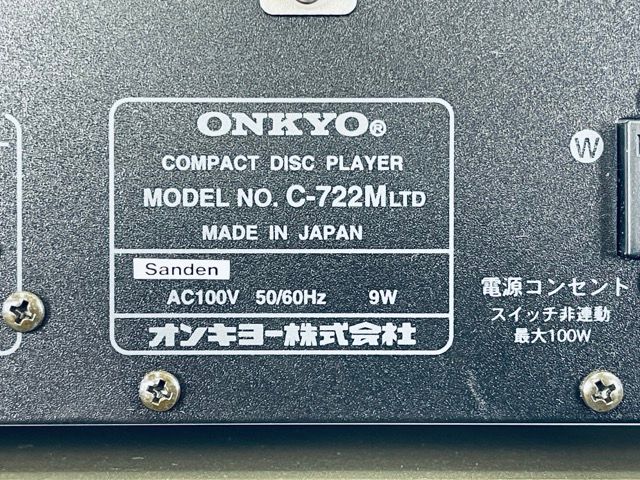 ONKYO®
COMPACT DISC PLAYER
MODEL NO. C-722MLTD
MADE IN JAPAN
Sanden
AC100V 50/60Hz 9W
オンキヨー株式会社
W
電源コンセント
スイッチ非連動
最大100W